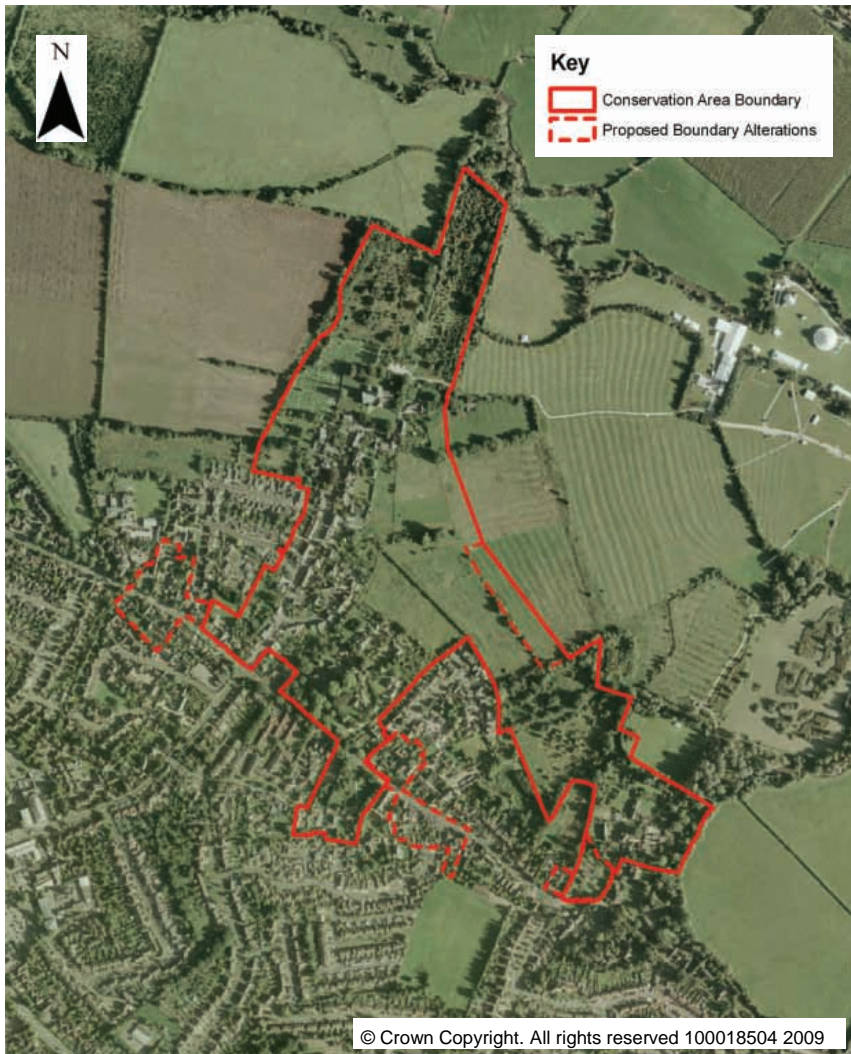 N
Key
Conservation Area Boundary
Proposed Boundary Alterations
© Crown Copyright. All rights reserved 100018504 2009